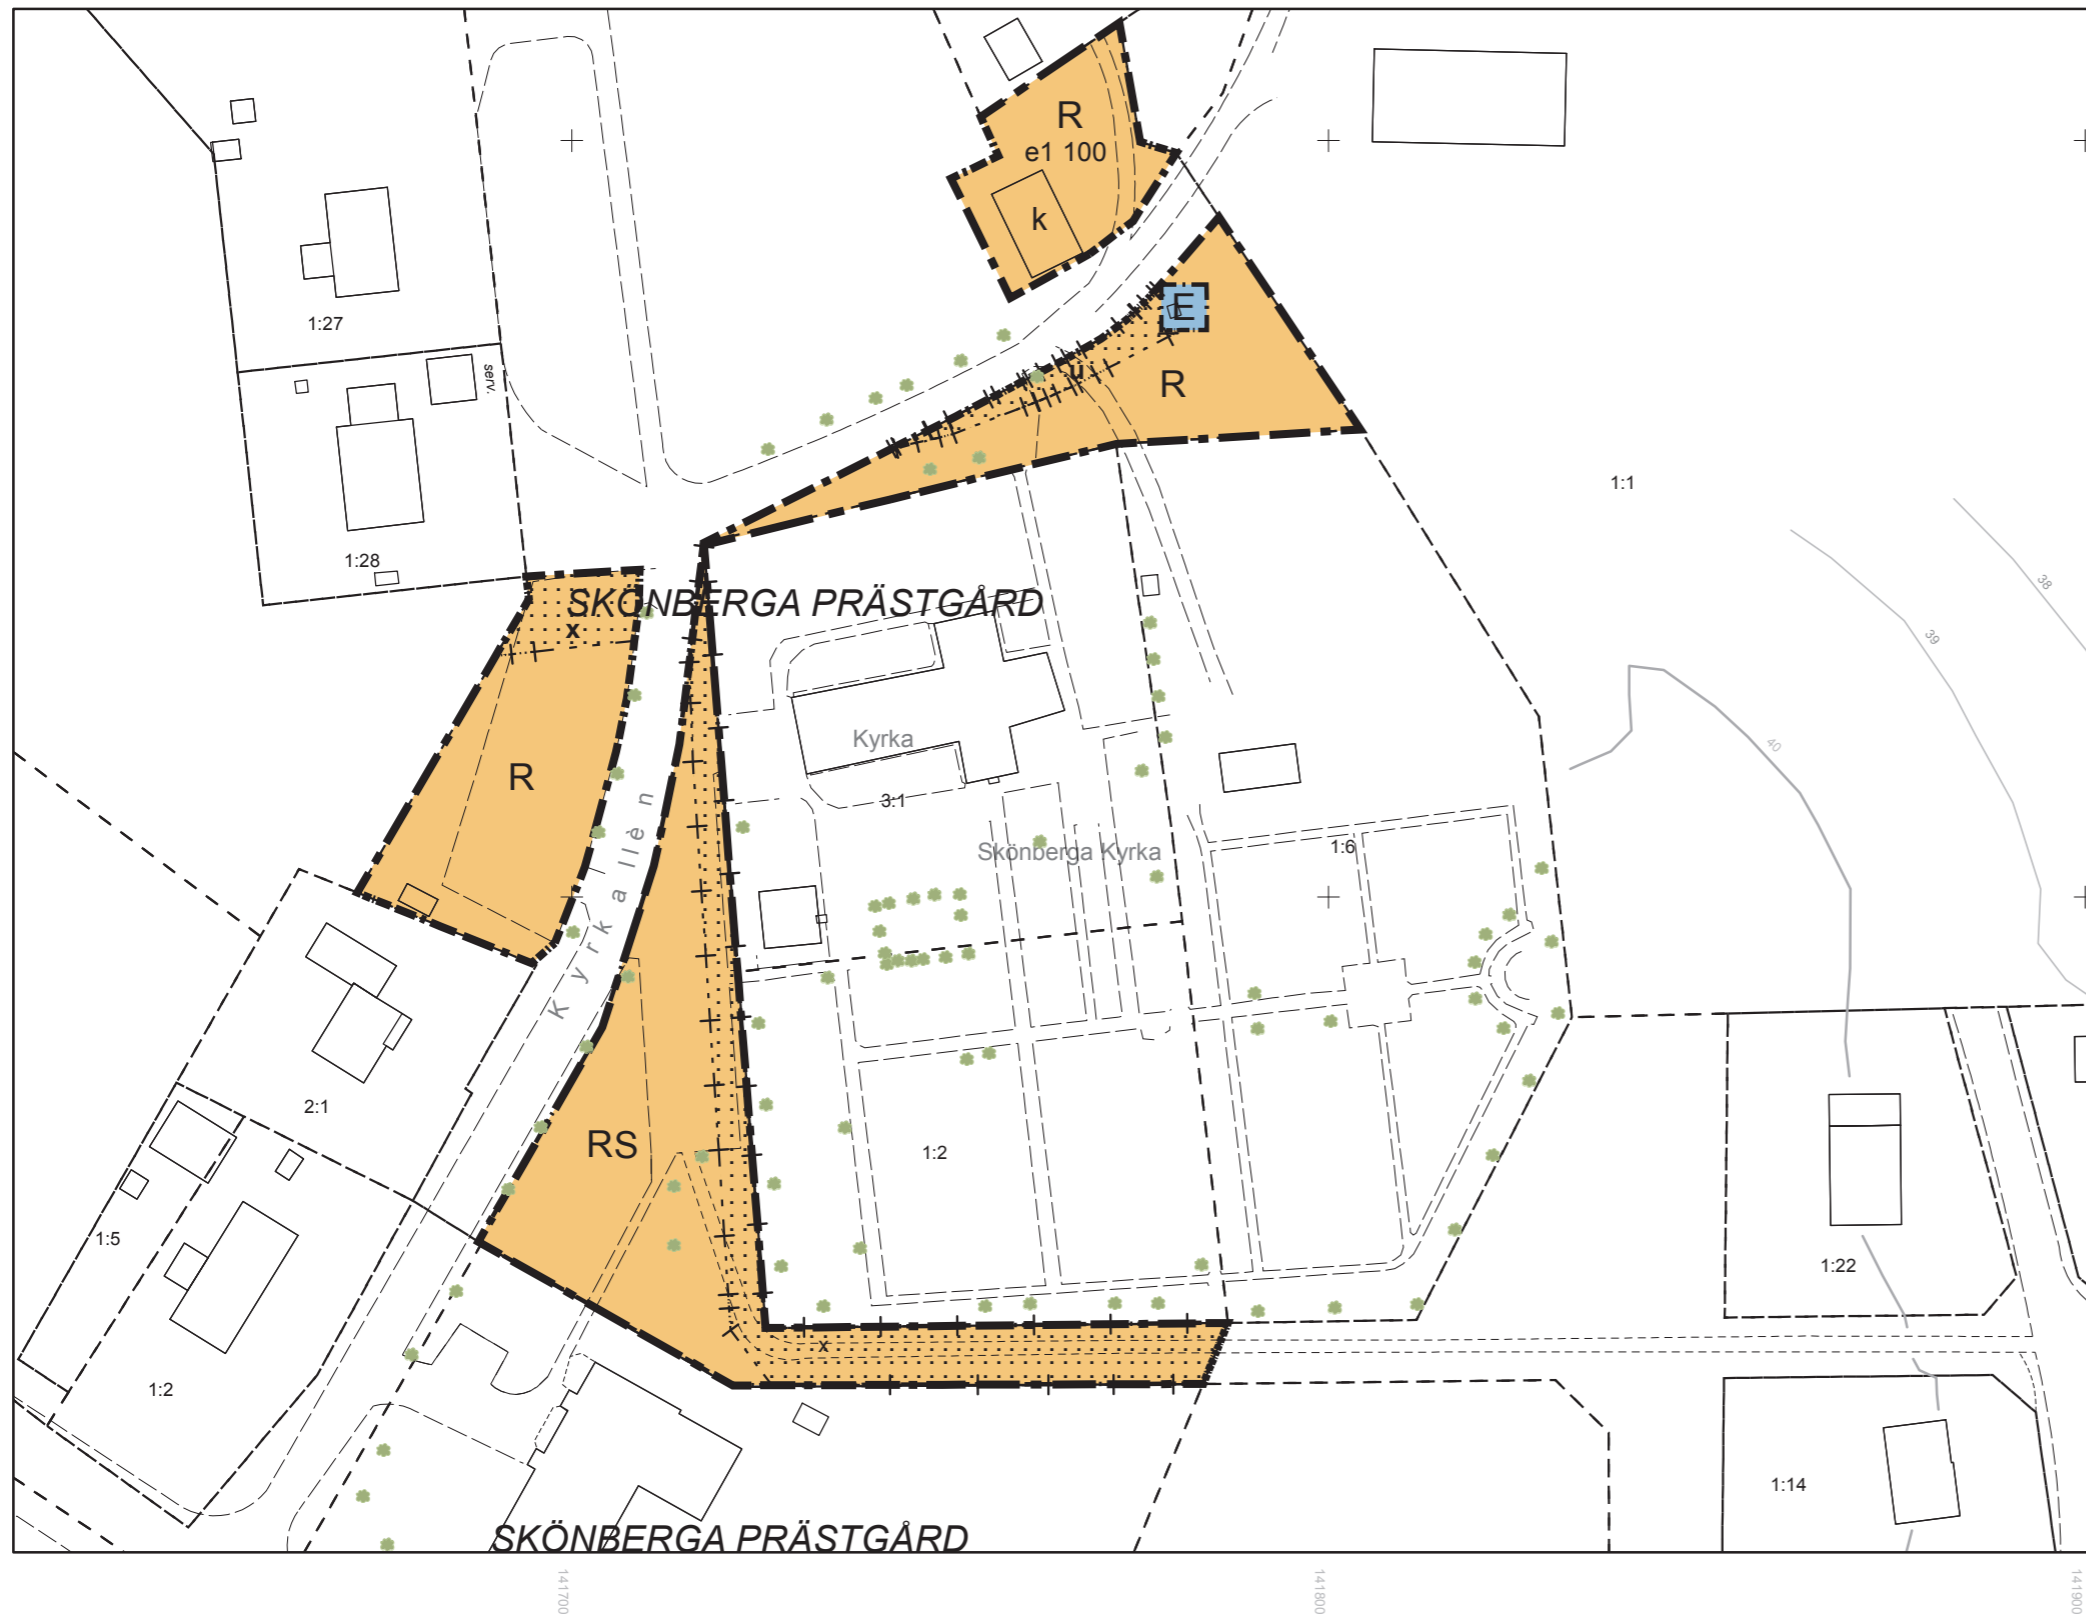 R
e1 100
k
E
1:27
serv.
u
R
1:1
1:28
38
SKÖNBERGA PRÄSTGÅRD
x
39
Kyrka
40
R
3:1
Kyrkallèn
Skönberga Kyrka
1:6
2:1
RS
1:2
1:5
1:22
x
1:2
1:14
SKÖNBERGA PRÄSTGÅRD
141700
141800
141900